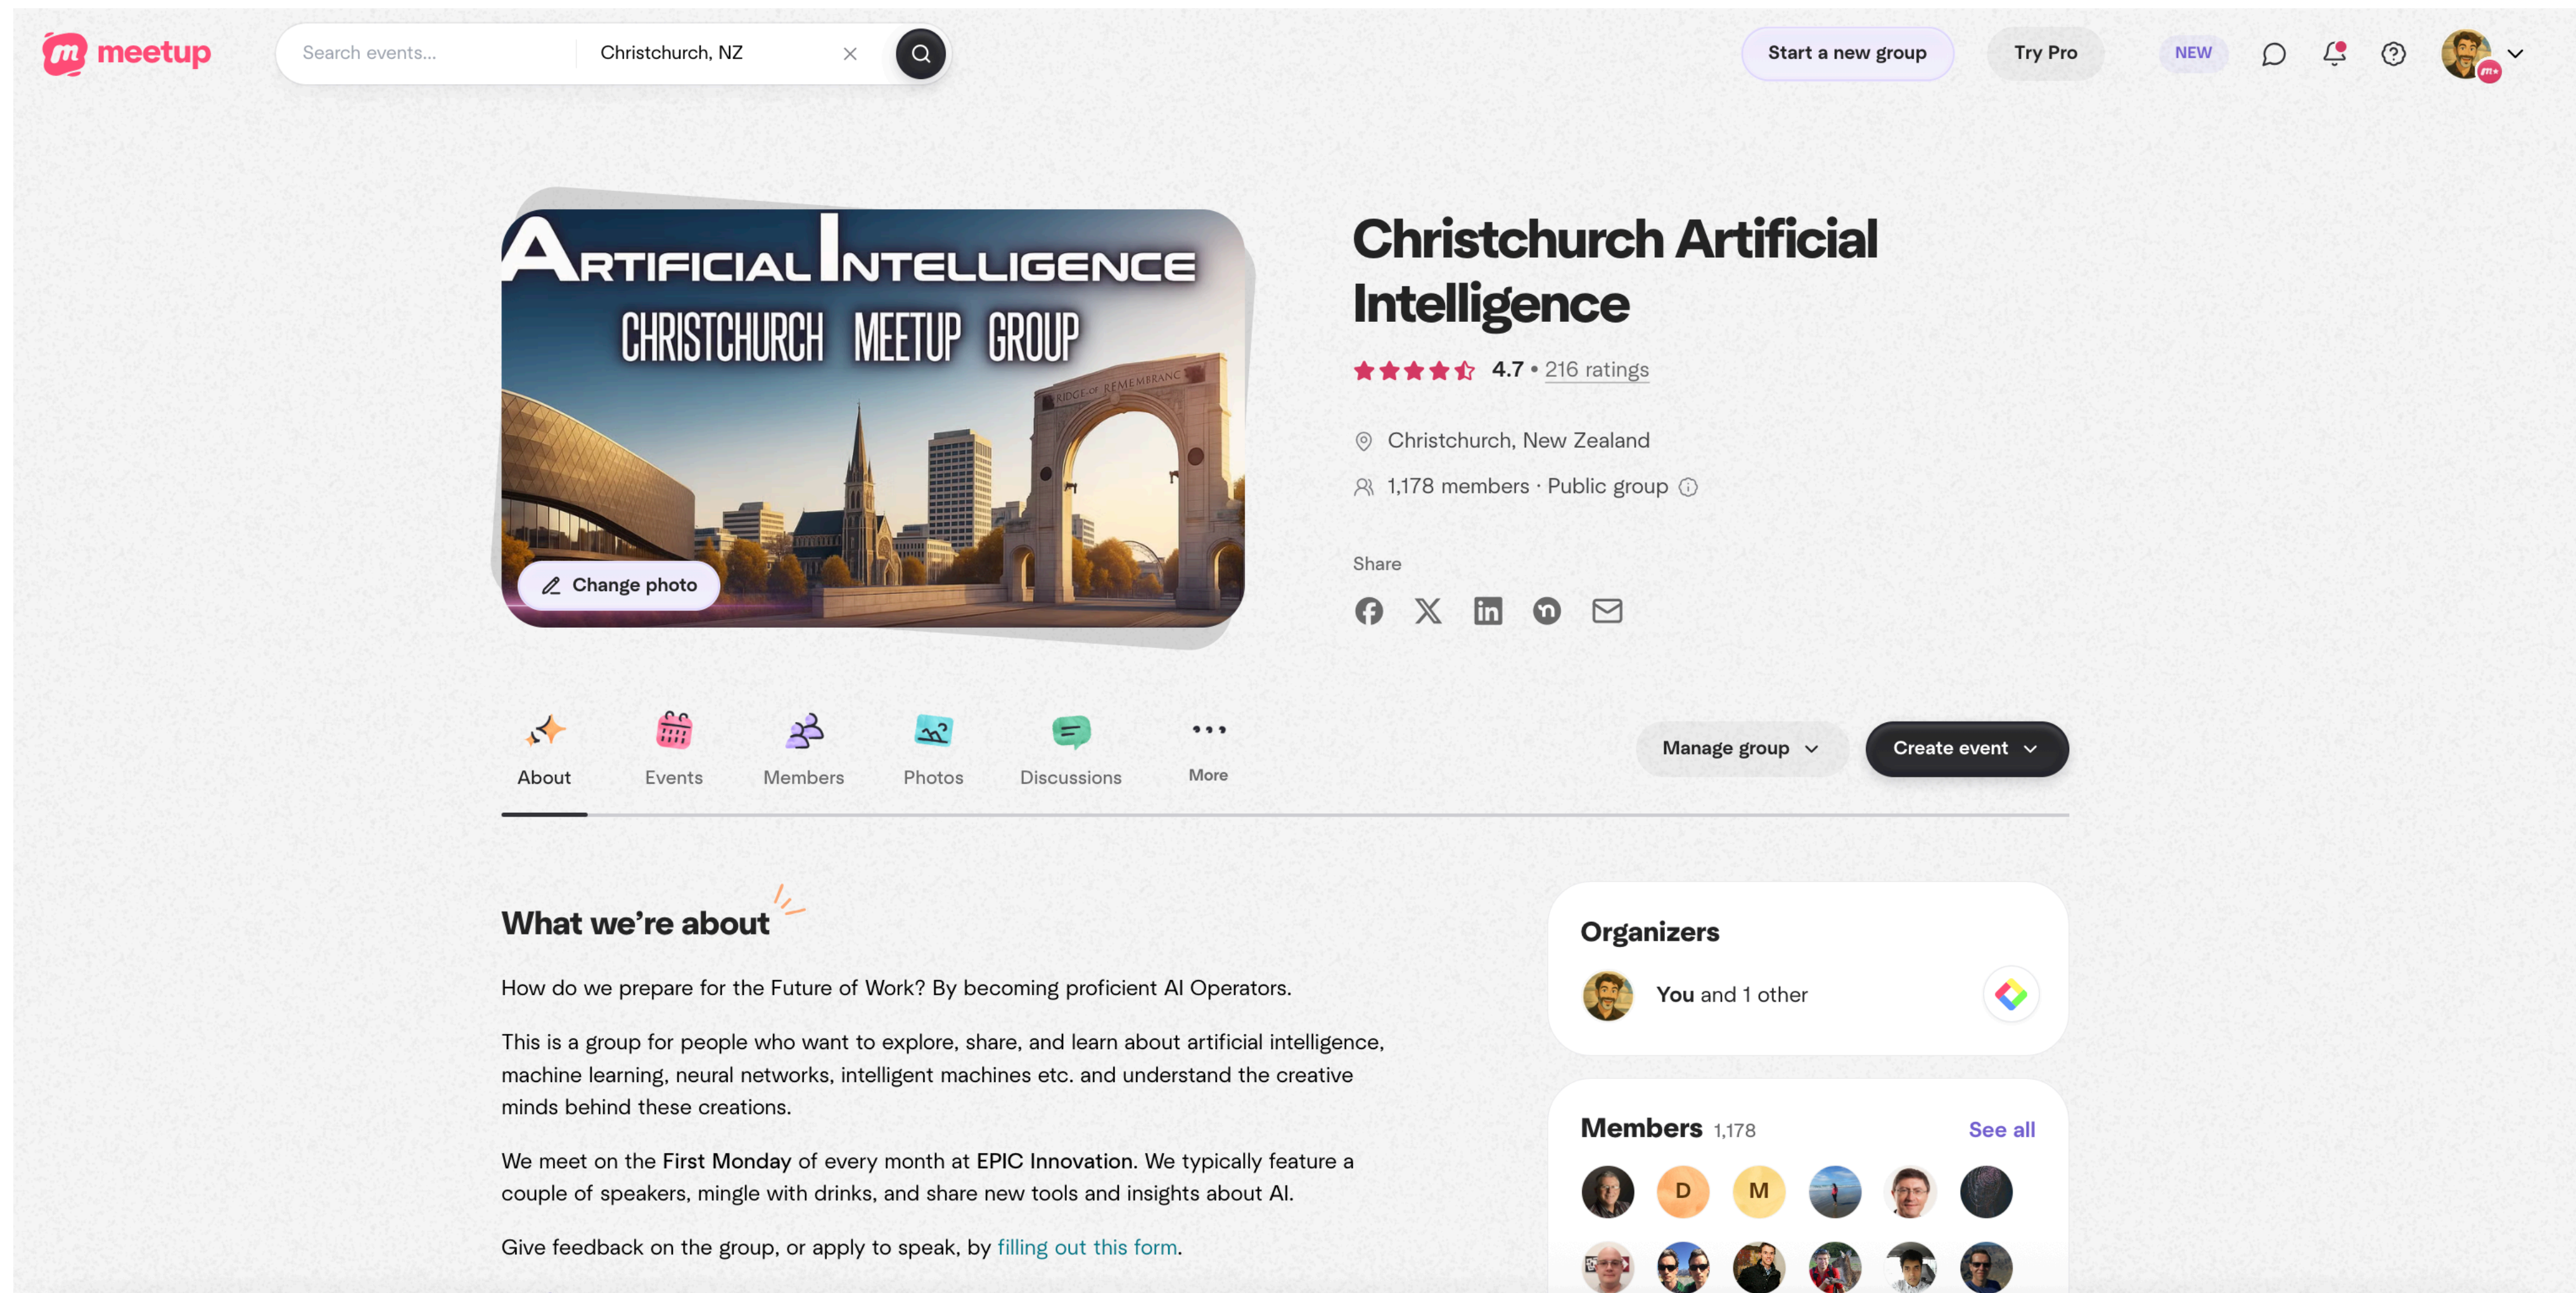 meetup
Search events...
Christchurch, NZ
Start a new group
Try Pro
NEW
ARTIFICIAL INTELLIGENCE
CHRISTCHURCH MEETUP GROUP
RIDGE OF REMEMBRANC
Change photo
Christchurch Artificial
Intelligence
4.7 • 216 ratings
Christchurch, New Zealand
1,178 members · Public group
Share
About
Events
Members
Photos
Discussions
More
Manage group
Create event
What we’re about
How do we prepare for the Future of Work? By becoming proficient AI Operators.
This is a group for people who want to explore, share, and learn about artificial intelligence,
machine learning, neural networks, intelligent machines etc. and understand the creative
minds behind these creations.
We meet on the First Monday of every month at EPIC Innovation. We typically feature a
couple of speakers, mingle with drinks, and share new tools and insights about AI.
Give feedback on the group, or apply to speak, by filling out this form.
Organizers
You and 1 other
Members 1,178
See all
D
M